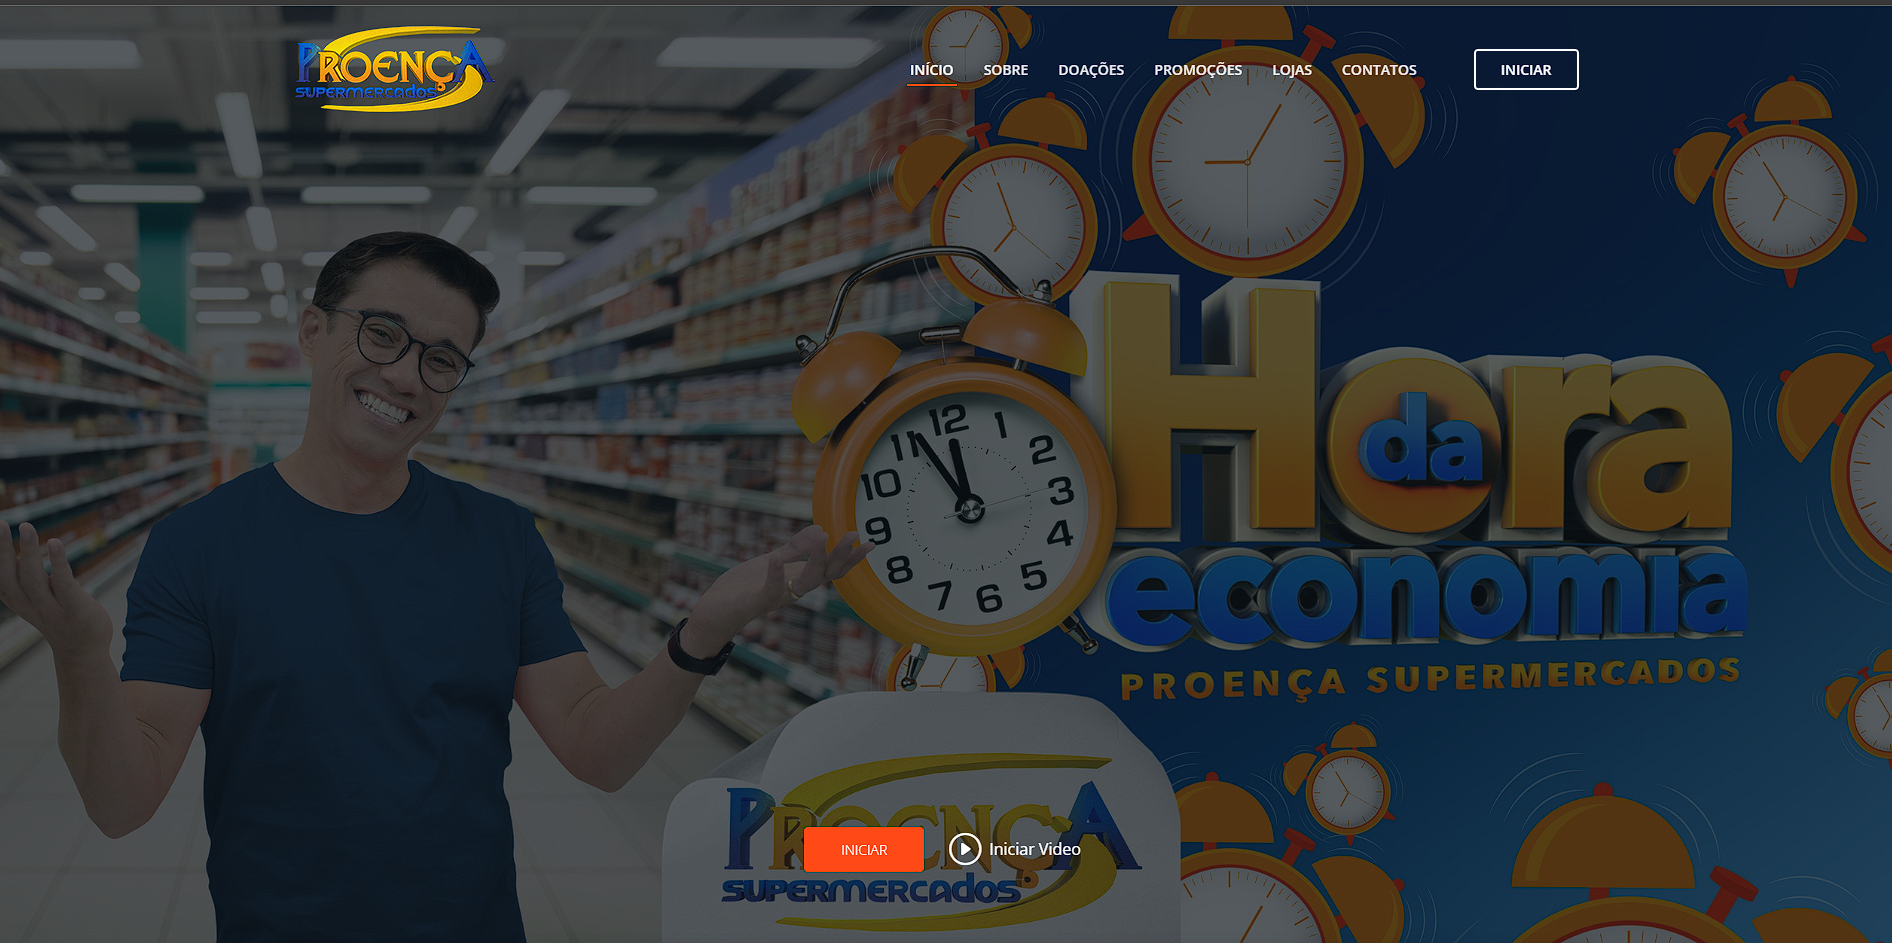 PROENÇA
SUPERMERCADOS
INÍCIO SOBRE DOAÇÕES PROMOÇÕES LOJAS CONTATOS INICIAR
Hora
da
economia
PROENÇA SUPERMERCADOS
12 1 2 3 4 5 6 7 8 9 10 11
PROENÇA
SUPERMERCADOS
INICIAR Iniciar Video